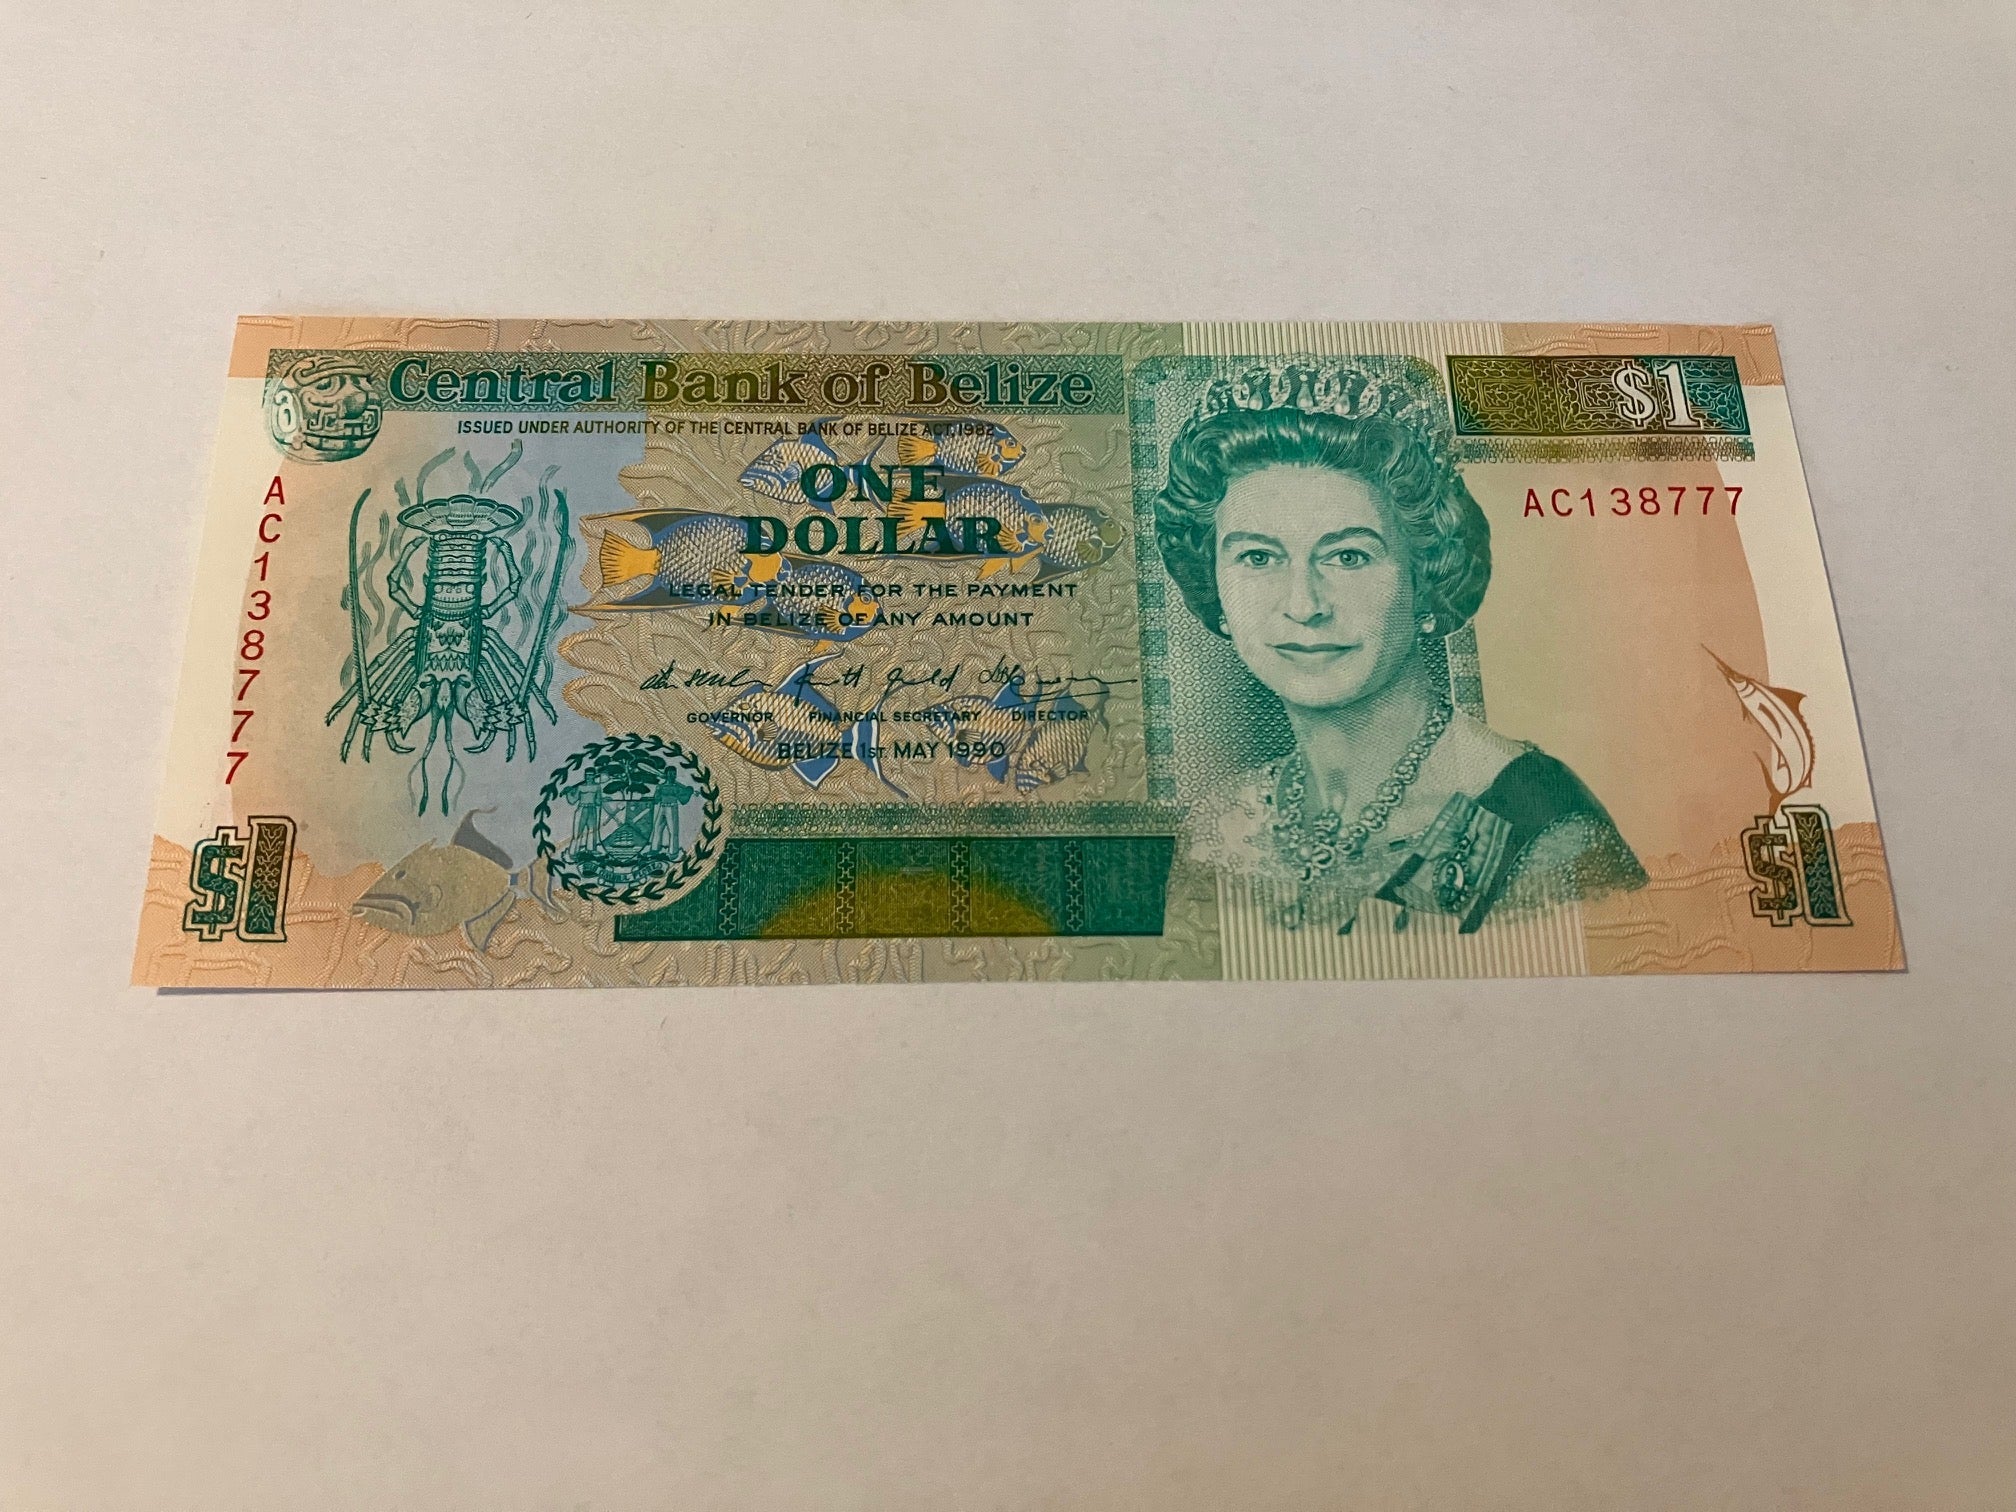 Central Bank of Belize
$1
ISSUED UNDER AUTHORITY OF THE CENTRAL BANK OF BELIZE ACT, 1982
AC138777
AC138777
ONE
DOLLAR
LEGAL TENDER FOR THE PAYMENT
IN BELIZE OF ANY AMOUNT
GOVERNOR FINANCIAL SECRETARY DIRECTOR
BELIZE 1ST MAY 1990
$1
$1